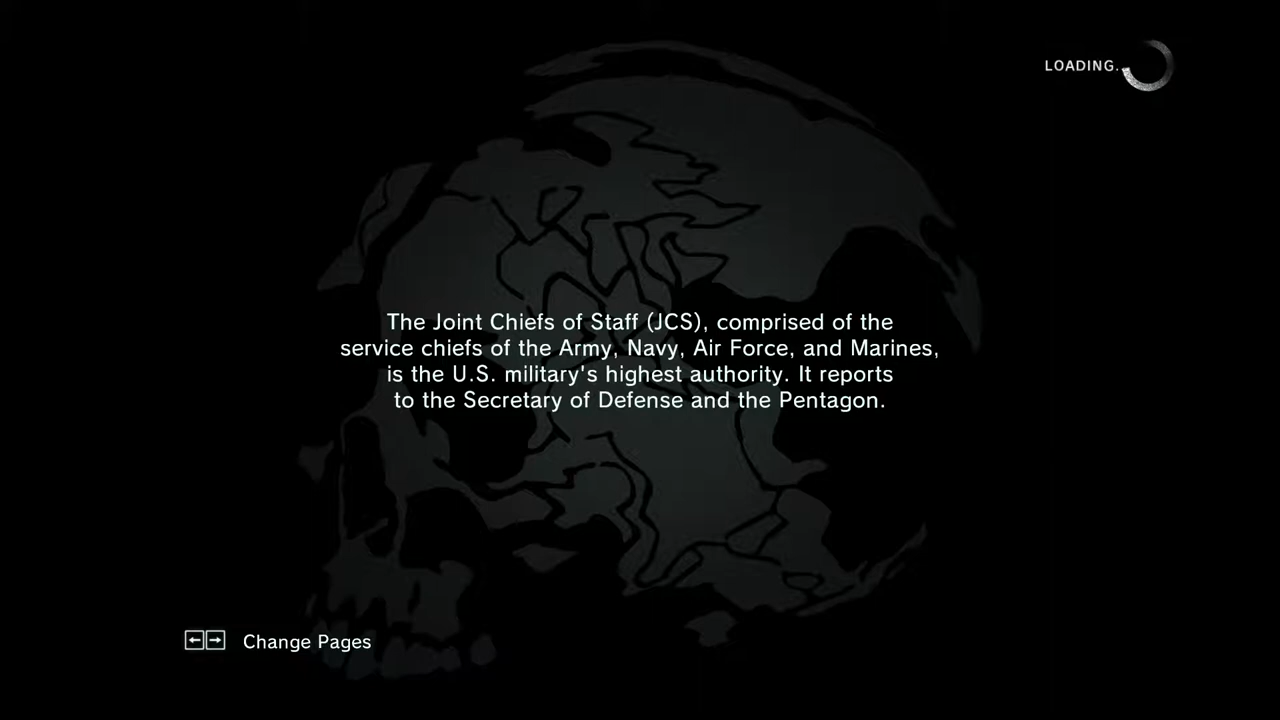 LOADING.
The Joint Chiefs of Staff (JCS), comprised of the
service chiefs of the Army, Navy, Air Force, and Marines,
is the U.S. military's highest authority. It reports
to the Secretary of Defense and the Pentagon.
Change Pages